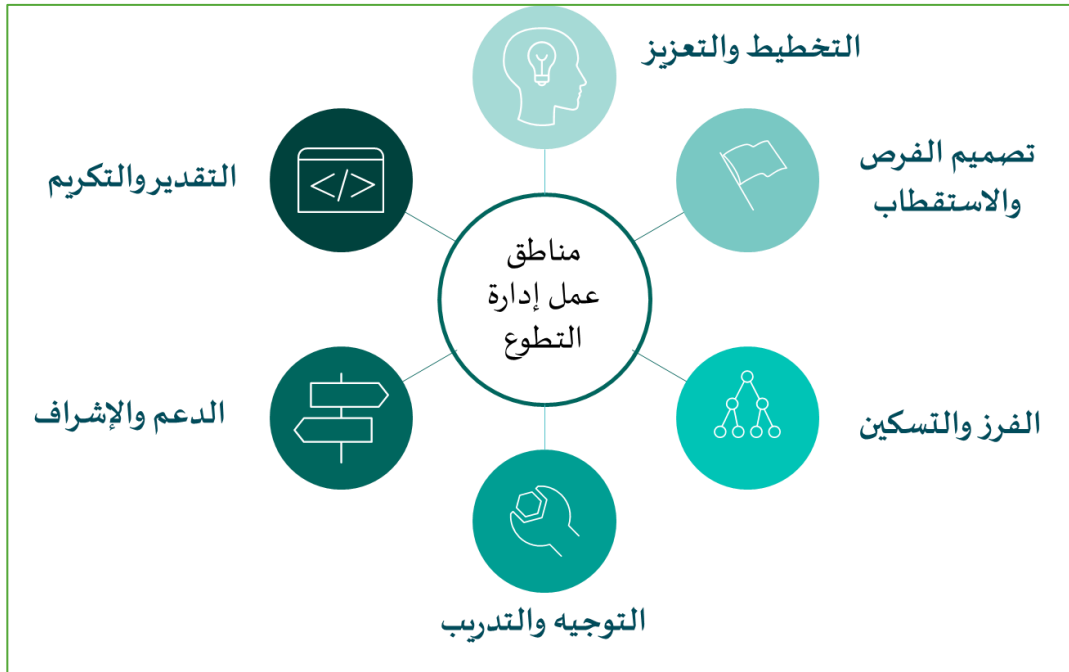 التخطيط والتعزيز
تصميم الفرص
والاستقطاب
الفرز والتسكين
التوجيه والتدريب
الدعم والإشراف
التقدير والتكريم
مناطق
عمل إدارة
التطوع